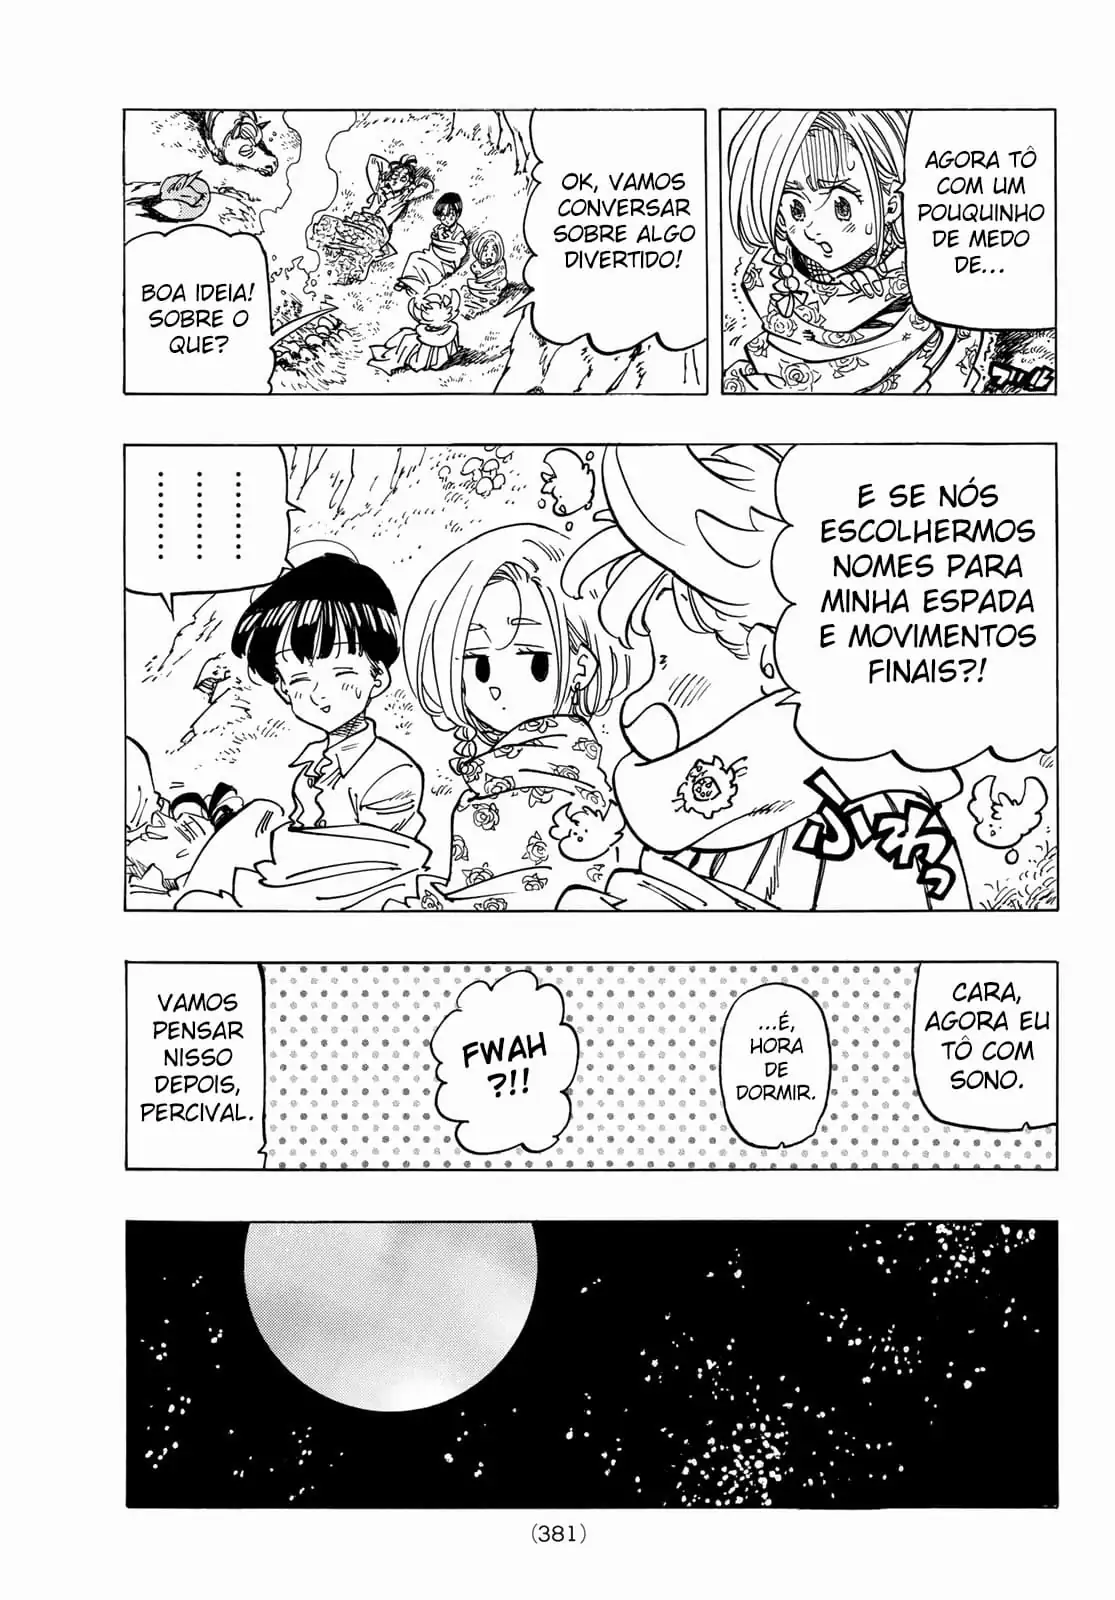 AGORA TÔ
COM UM
POUQUINHO
DE MEDO
DE...
OK, VAMOS
CONVERSAR
SOBRE ALGO
DIVERTIDO!
BOA IDEIA!
SOBRE O
QUE?
E SE NÓS
ESCOLHERMOS
NOMES PARA
MINHA ESPADA
E MOVIMENTOS
FINAIS?!
CARA,
AGORA EU
TÔ COM
SONO.
...É,
HORA
DE
DORMIR.
FWAH
?!!
VAMOS
PENSAR
NISSO
DEPOIS,
PERCIVAL.
(381)